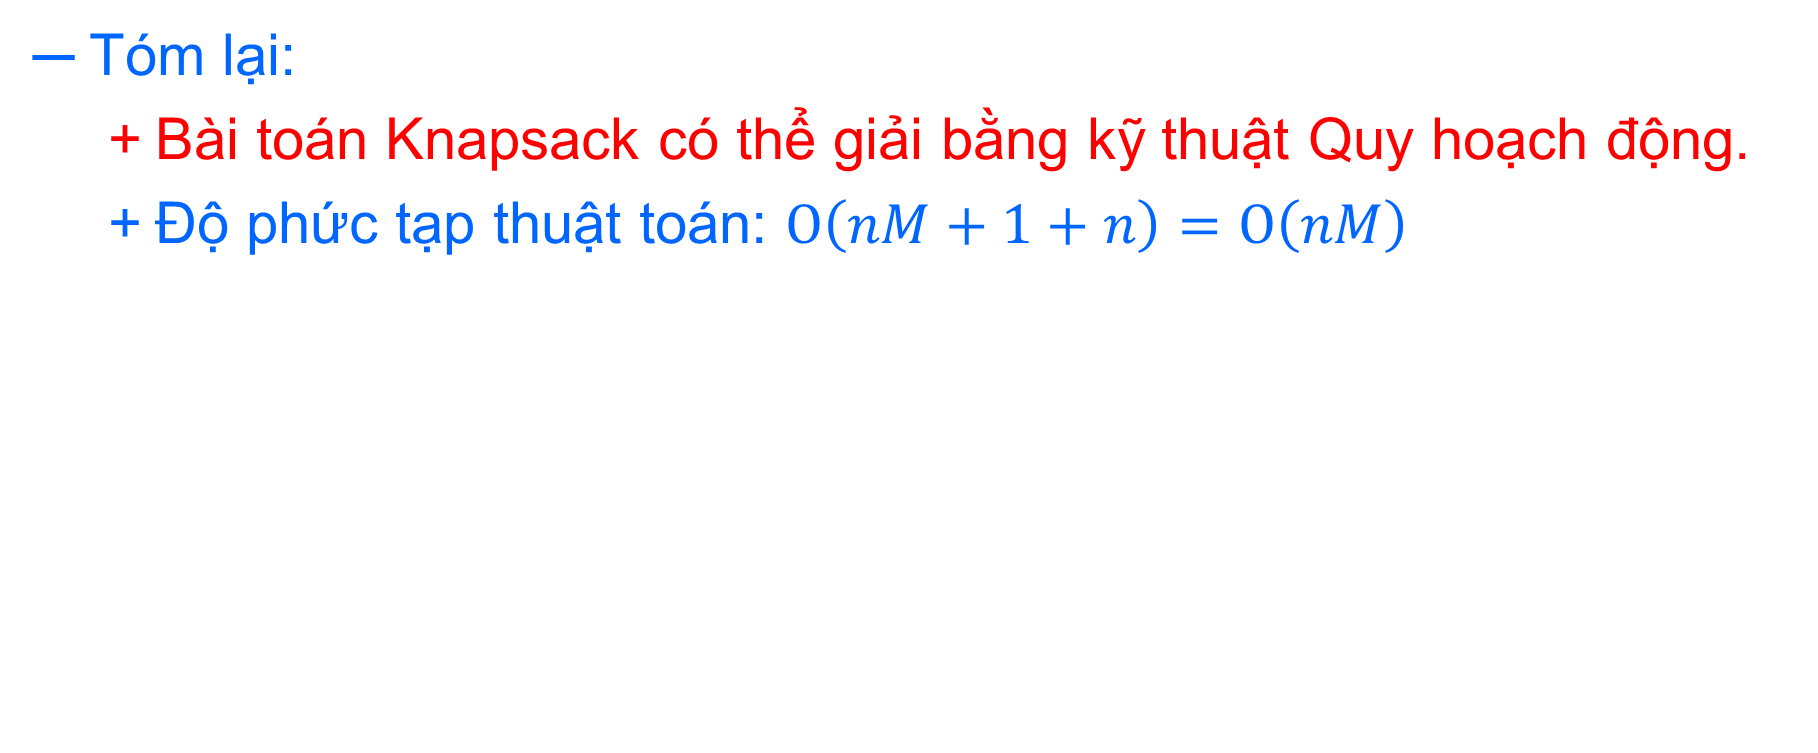 — Tóm lại:
+ Bài toán Knapsack có thể giải bằng kỹ thuật Quy hoạch động.
+ Độ phức tạp thuật toán: O(nM + 1 + n) = O(nM)